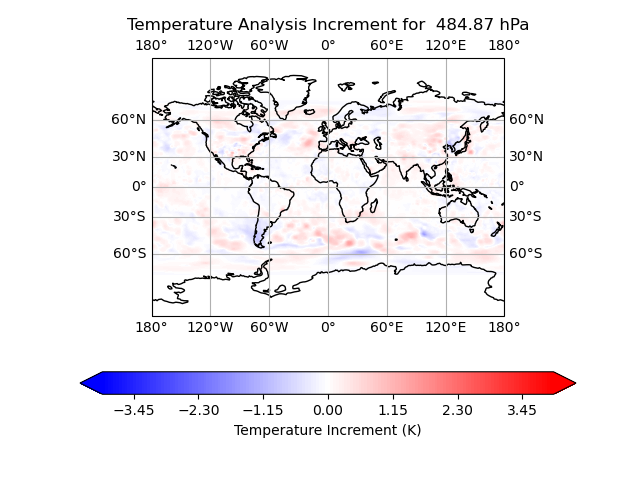 Temperature Analysis Increment for  484.87 hPa
180° 120°W 60°W 0° 60°E 120°E 180°
60°N 60°N
30°N 30°N
0° 0°
30°S 30°S
60°S 60°S
180° 120°W 60°W 0° 60°E 120°E 180°
−3.45 −2.30 −1.15 0.00 1.15 2.30 3.45
Temperature Increment (K)